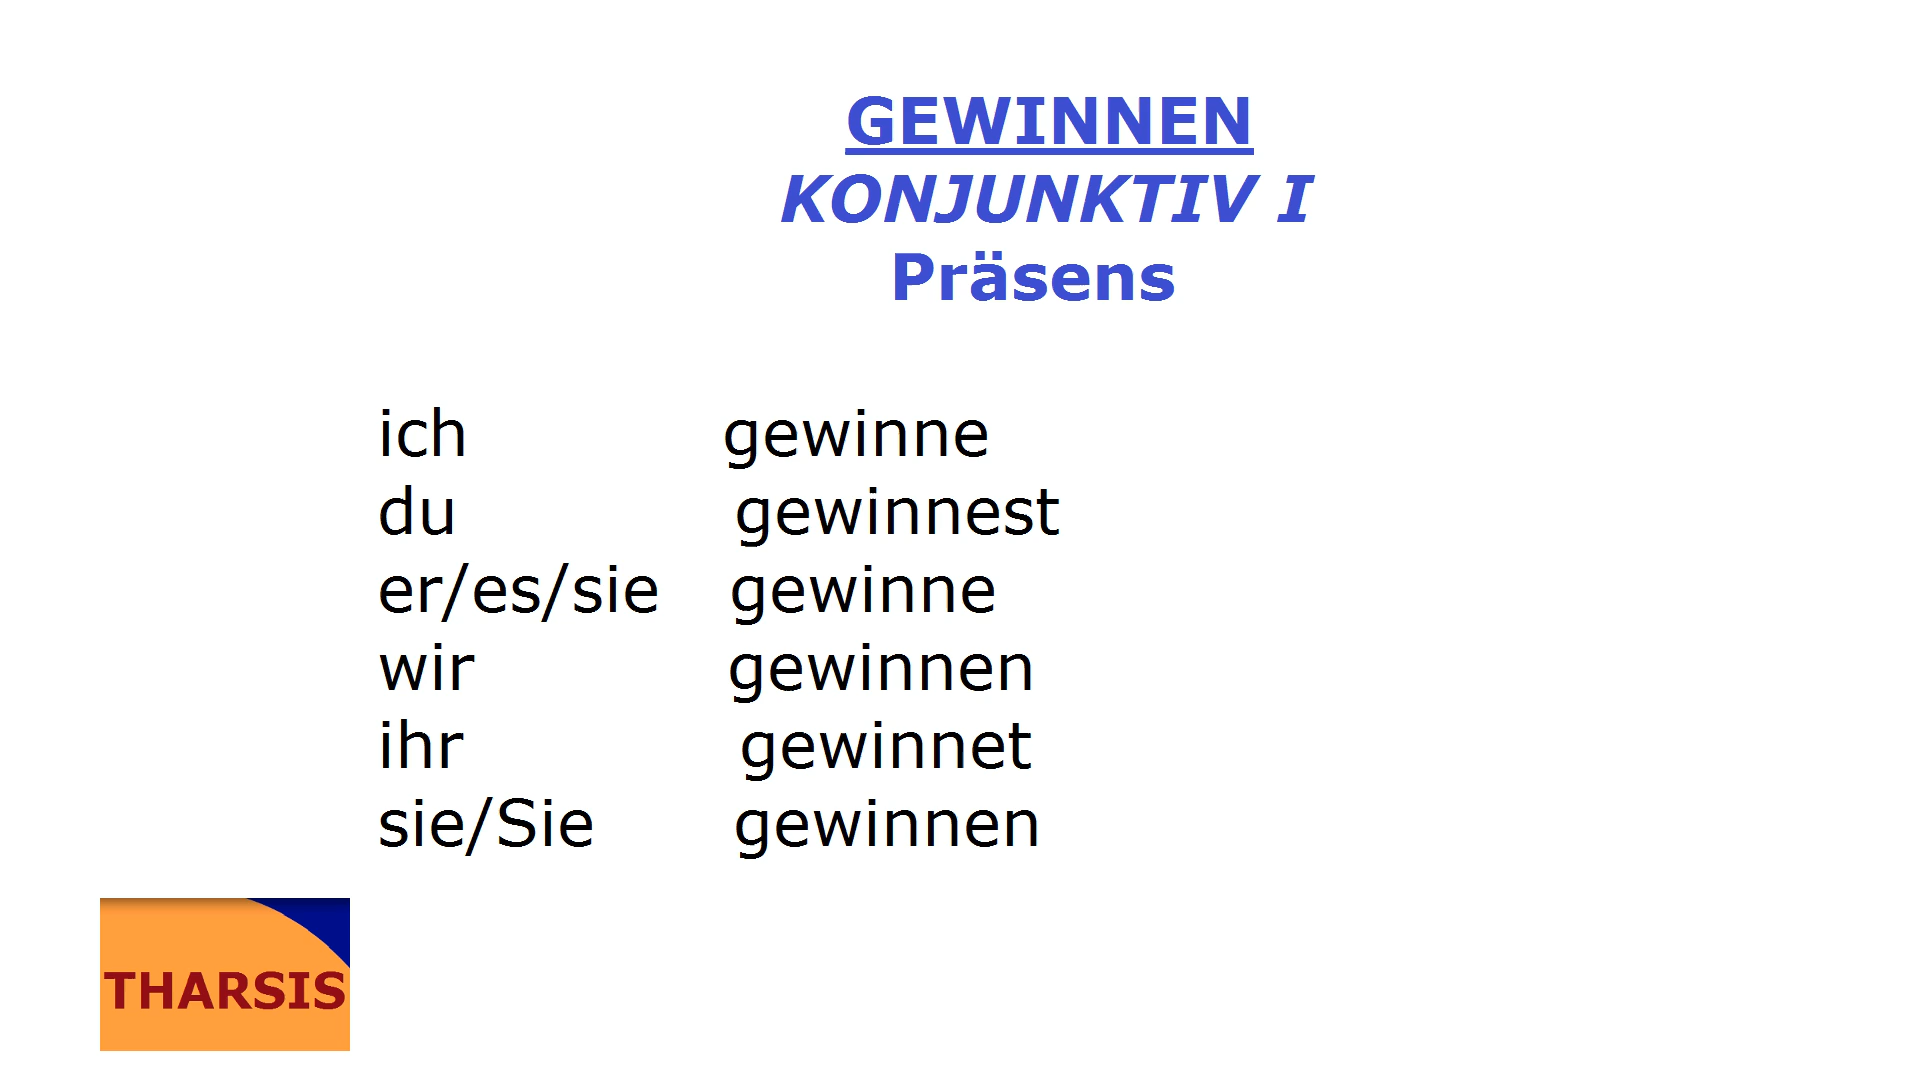 GEWINNEN
KONJUNKTIV I
Präsens
ich gewinne
du gewinnest
er/es/sie gewinne
wir gewinnen
ihr gewinnet
sie/Sie gewinnen
THARSIS